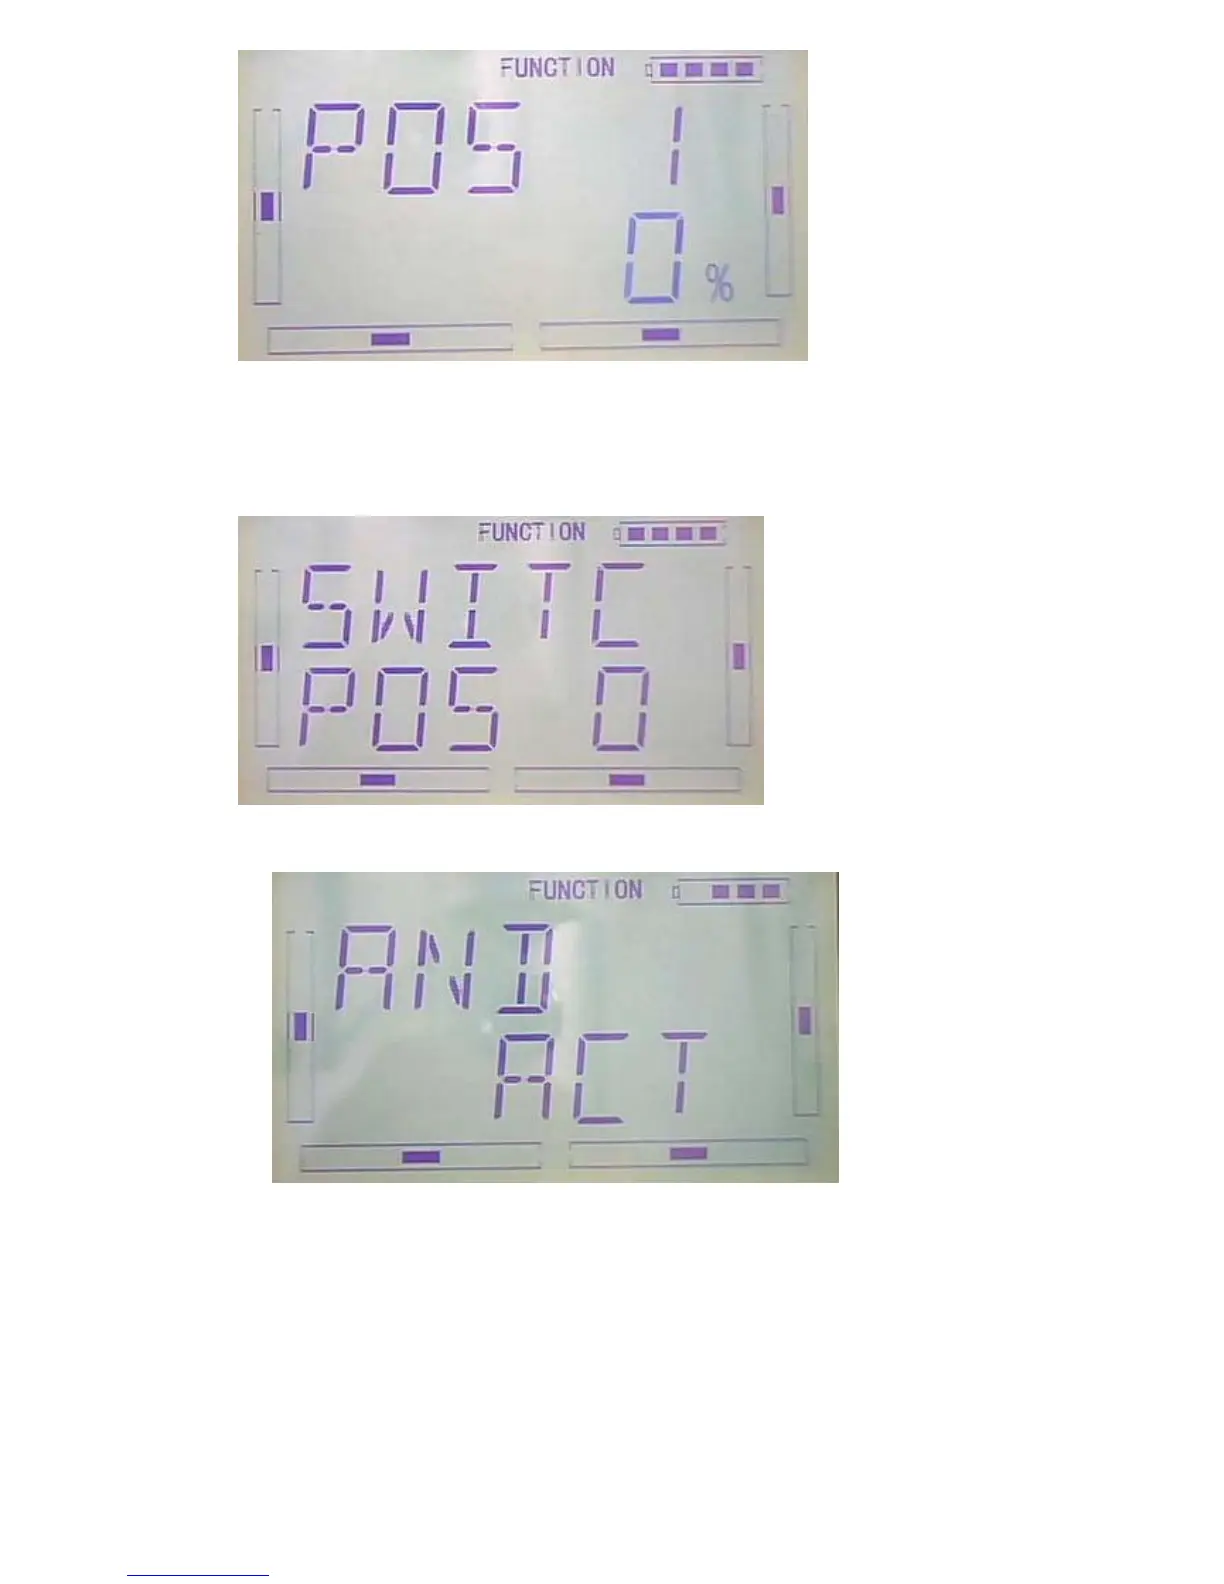 FUNCTION
POS 1
0%
FUNCTION
SWITC
POS 0
FUNCTION
AND
ACT